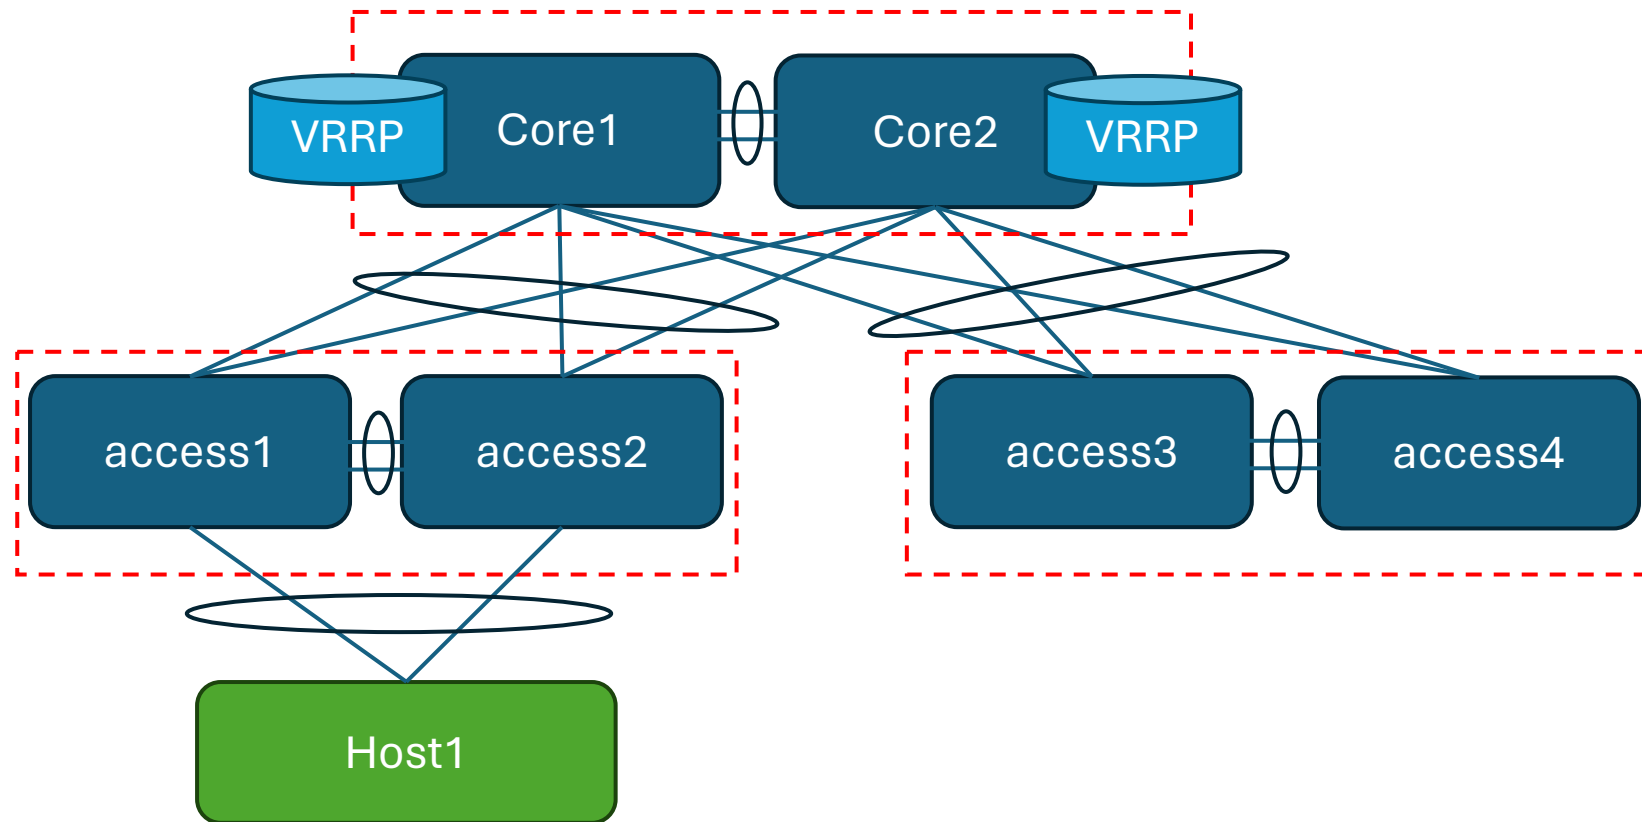 VRRP
Core1
Core2
VRRP
access1
access2
access3
access4
Host1